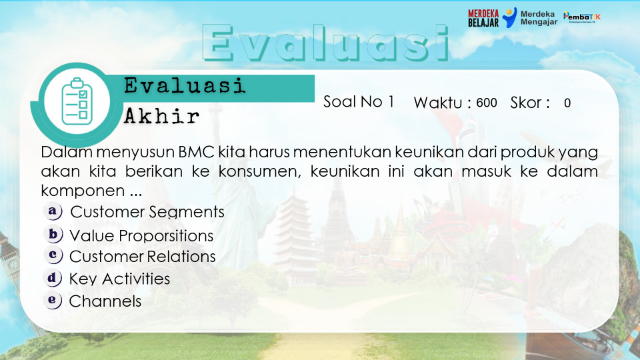 MERDEKA
BELAJAR
Merdeka
Mengajar
PembaTIK
Evaluasi
Evaluasi
Akhir
Soal No 1 Waktu : 600 Skor : 0
Dalam menyusun BMC kita harus menentukan keunikan dari produk yang
akan kita berikan ke konsumen, keunikan ini akan masuk ke dalam
komponen ...
a Customer Segments
b Value Proporsitions
c Customer Relations
d Key Activities
e Channels